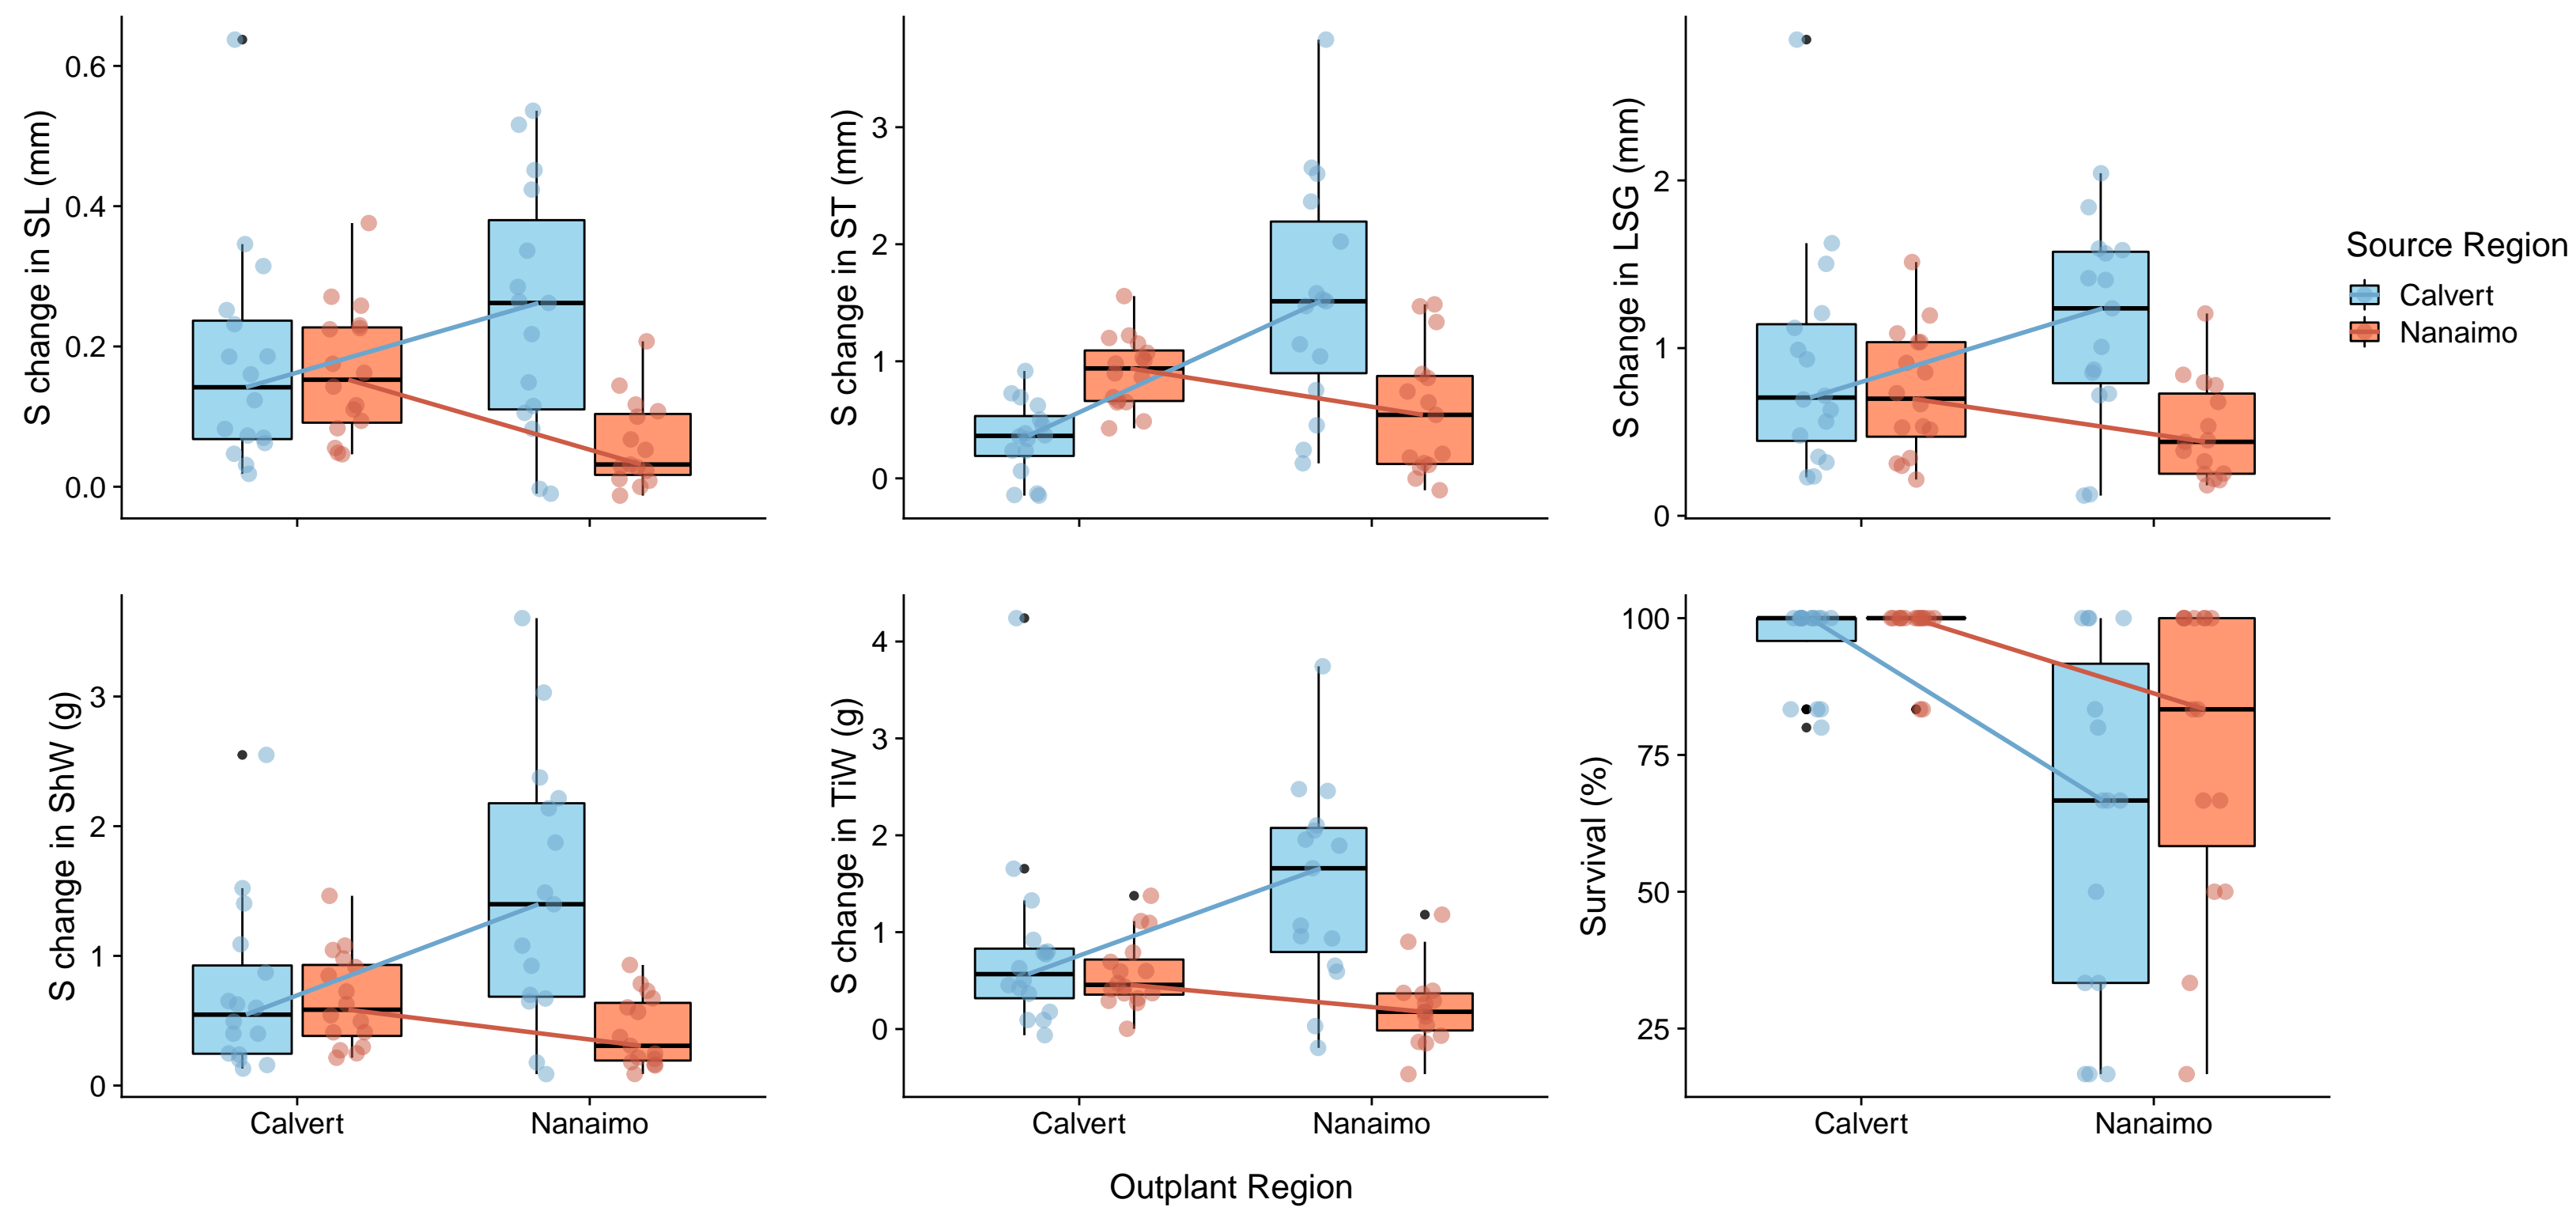 S change in SL (mm)
0.6
0.4
0.2
0.0
S change in ST (mm)
3
2
1
0
S change in LSG (mm)
2
1
0
Source Region
Calvert
Nanaimo
S change in ShW (g)
3
2
1
0
Calvert
Nanaimo
S change in TiW (g)
4
3
2
1
0
Calvert
Nanaimo
Survival (%)
100
75
50
25
Calvert
Nanaimo
Outplant Region